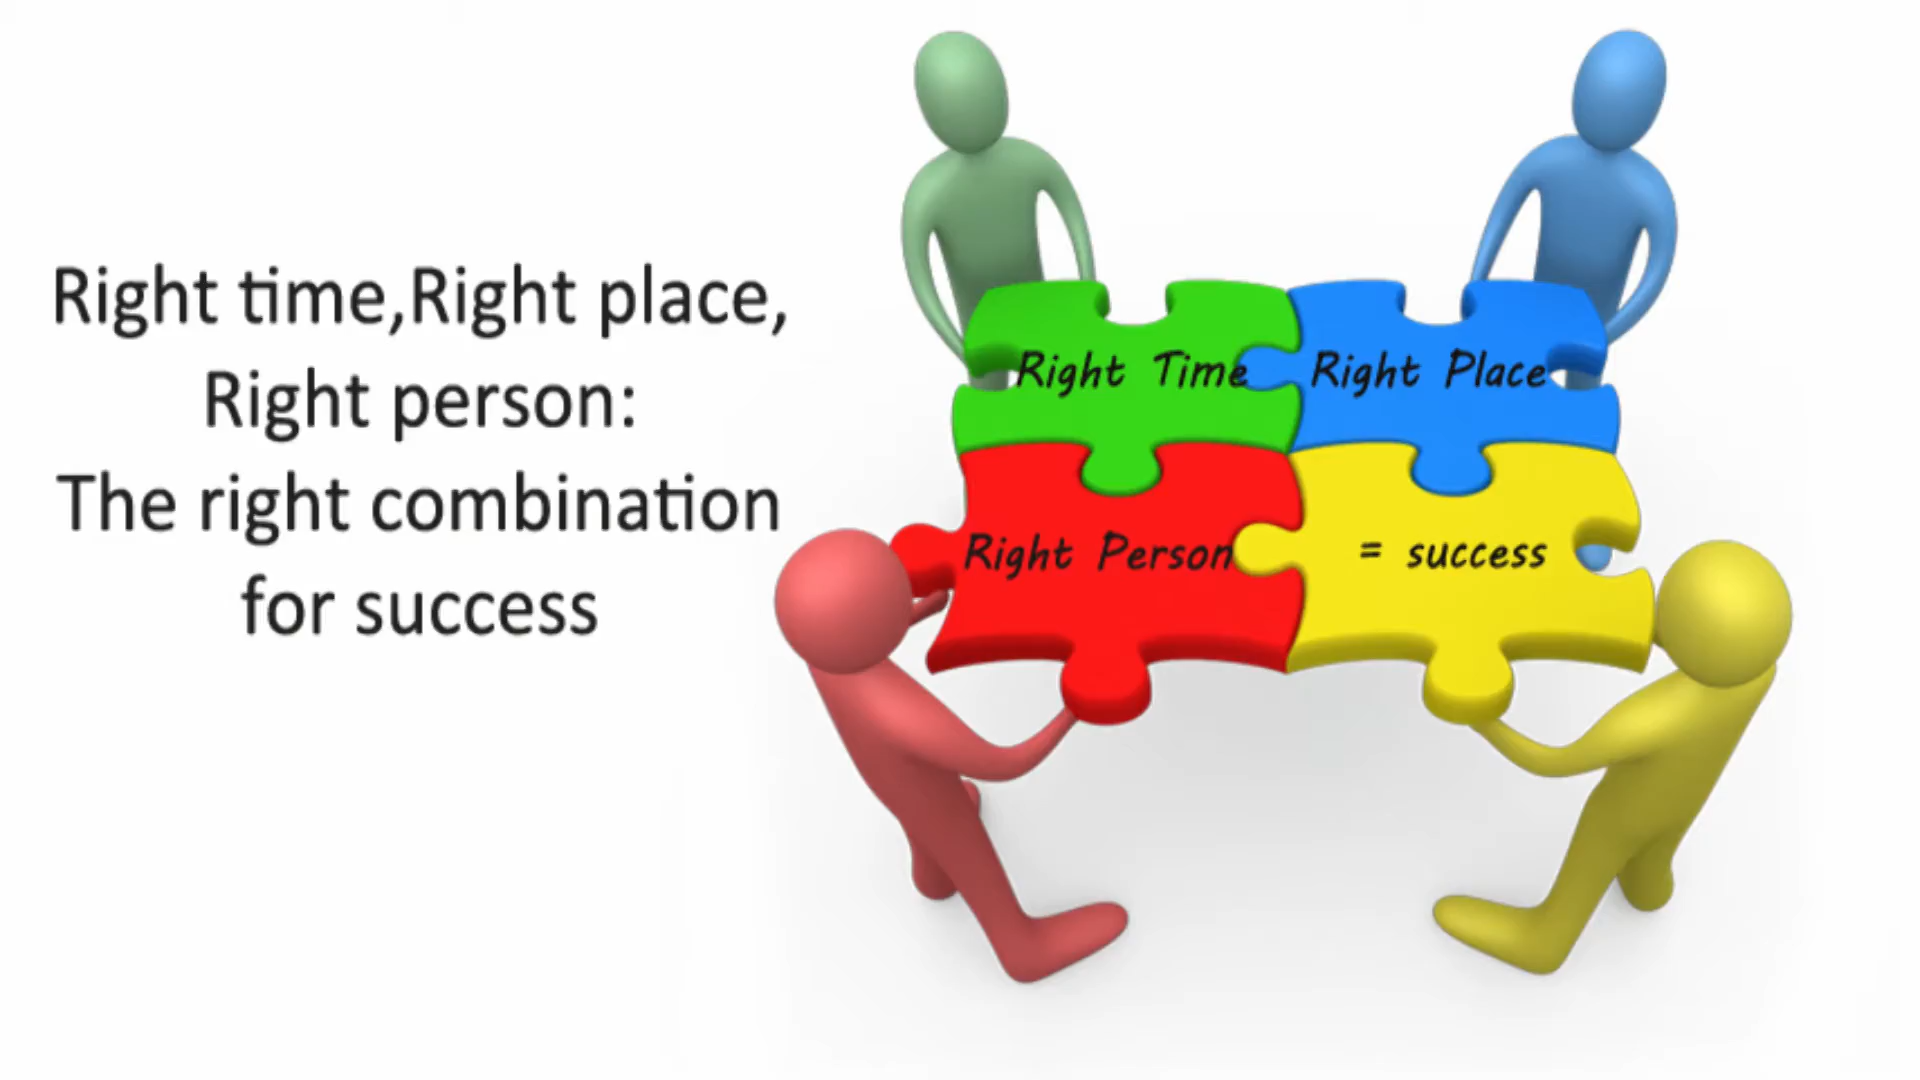 Right time,Right place,
Right person:
The right combination
for success
Right Time
Right Place
Right Person
= success